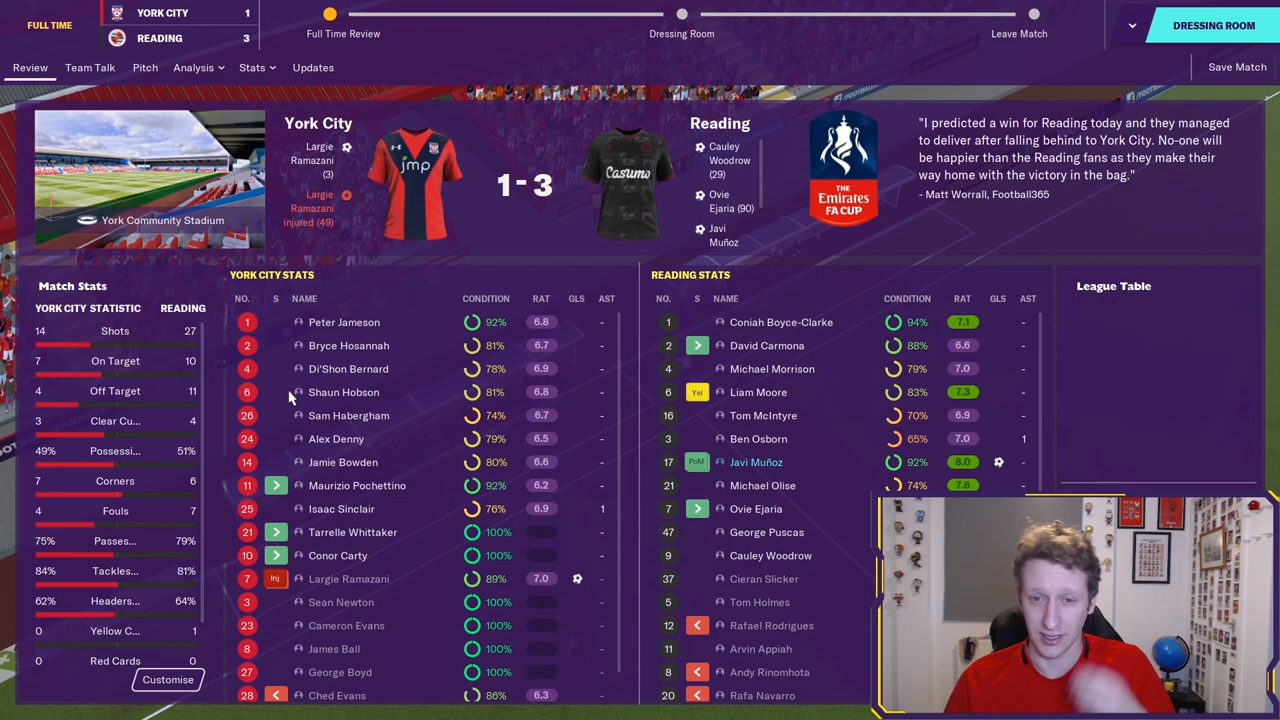 FULL TIME
YORK CITY 1
READING 3
Full Time Review
Dressing Room
Leave Match
DRESSING ROOM
Review Team Talk Pitch Analysis Stats Updates Save Match
York Community Stadium
York City
Largie
Ramazani
(3)
Largie
Ramazani
injured (49)
jmp
1 - 3
Casumo
Reading
Cauley
Woodrow
(29)
Ovie
Ejaria (90)
Javi
Muñoz
THE
Emirates
FA CUP
"I predicted a win for Reading today and they managed
to deliver after falling behind to York City. No-one will
be happier than the Reading fans as they make their
way home with the victory in the bag."
- Matt Worrall, Football365
Match Stats
YORK CITY STATISTIC READING
14 Shots 27
7 On Target 10
4 Off Target 11
3 Clear Cu... 4
49% Possessi... 51%
7 Corners 6
4 Fouls 7
75% Passes... 79%
84% Tackles... 81%
62% Headers... 64%
0 Yellow C... 1
0 Red Cards 0
Customise
YORK CITY STATS
NO. S NAME CONDITION RAT GLS AST
1 Peter Jameson 92% 6.8 -
2 Bryce Hosannah 81% 6.7 -
4 Di'Shon Bernard 78% 6.9 -
6 Shaun Hobson 81% 6.8 -
26 Sam Habergham 74% 6.7 -
24 Alex Denny 79% 6.5 -
14 Jamie Bowden 80% 6.6 -
11 Maurizio Pochettino 92% 6.2 -
25 Isaac Sinclair 76% 6.9 1
21 Tarrelle Whittaker 100% - -
10 Conor Carty 100% - -
7 Inj Largie Ramazani 89% 7.0 -
3 Sean Newton 100% - -
23 Cameron Evans 100% - -
8 James Ball 100% - -
27 George Boyd 100% - -
28 Ched Evans 86% 6.3 -
READING STATS
NO. S NAME CONDITION RAT GLS AST
1 Coniah Boyce-Clarke 94% 7.1 -
2 David Carmona 88% 6.6 -
4 Michael Morrison 79% 7.0 -
6 Yel Liam Moore 83% 7.3 -
16 Tom McIntyre 70% 6.9 -
3 Ben Osborn 65% 7.0 1
17 PoM Javi Muñoz 92% 8.0 -
21 Michael Olise 74% 7.6 -
7 Ovie Ejaria
47 George Puscas
9 Cauley Woodrow
37 Cieran Slicker
5 Tom Holmes
12 Rafael Rodrigues
11 Arvin Appiah
8 Andy Rinomhota
20 Rafa Navarro
League Table